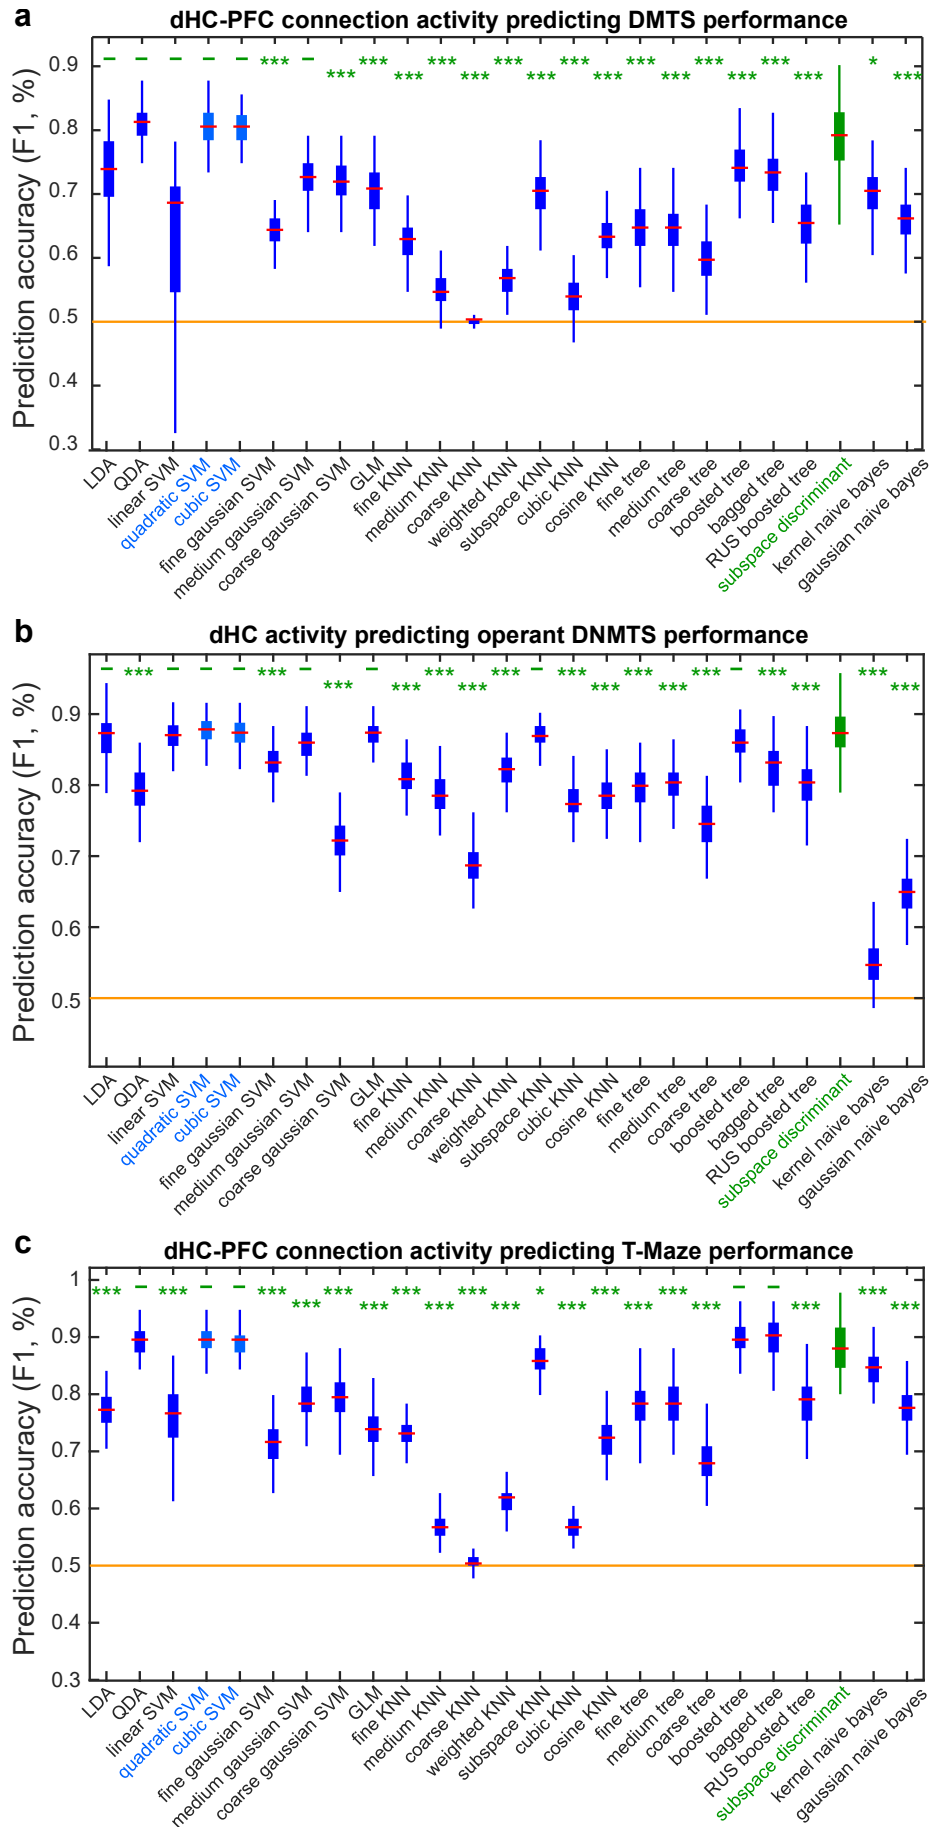 a
dHC-PFC connection activity predicting DMTS performance
Prediction accuracy (F1, %)
0.9
0.8
0.7
0.6
0.5
0.4
0.3
– – – – – *** – *** *** *** *** *** *** *** *** *** *** *** *** *** *** *** * ***
LDA
QDA
linear SVM
quadratic SVM
cubic SVM
fine gaussian SVM
medium gaussian SVM
coarse gaussian SVM
GLM
fine KNN
medium KNN
coarse KNN
weighted KNN
subspace KNN
cubic KNN
cosine KNN
fine tree
medium tree
coarse tree
boosted tree
bagged tree
RUS boosted tree
subspace discriminant
kernel naive bayes
gaussian naive bayes
b
dHC activity predicting operant DNMTS performance
Prediction accuracy (F1, %)
0.9
0.8
0.7
0.6
0.5
– *** – – – *** – *** – *** *** *** *** – *** *** *** *** *** – *** *** *** ***
LDA
QDA
linear SVM
quadratic SVM
cubic SVM
fine gaussian SVM
medium gaussian SVM
coarse gaussian SVM
GLM
fine KNN
medium KNN
coarse KNN
weighted KNN
subspace KNN
cubic KNN
cosine KNN
fine tree
medium tree
coarse tree
boosted tree
bagged tree
RUS boosted tree
subspace discriminant
kernel naive bayes
gaussian naive bayes
c
dHC-PFC connection activity predicting T-Maze performance
Prediction accuracy (F1, %)
1
0.9
0.8
0.7
0.6
0.5
0.4
0.3
*** – *** – – *** *** *** *** *** *** *** *** * *** *** *** *** *** – – *** *** ***
LDA
QDA
linear SVM
quadratic SVM
cubic SVM
fine gaussian SVM
medium gaussian SVM
coarse gaussian SVM
GLM
fine KNN
medium KNN
coarse KNN
weighted KNN
subspace KNN
cubic KNN
cosine KNN
fine tree
medium tree
coarse tree
boosted tree
bagged tree
RUS boosted tree
subspace discriminant
kernel naive bayes
gaussian naive bayes